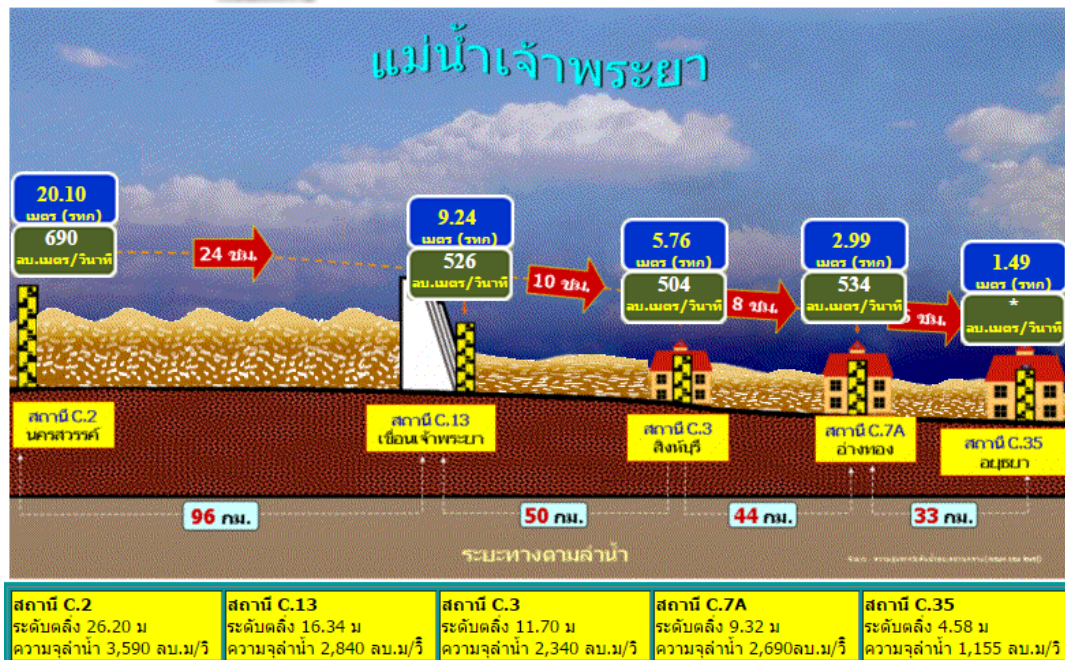 แม่น้ำเจ้าพระยา
20.10
เมตร (รทก)
690
ลบ.เมตร/วินาที
24 ชม.
9.24
เมตร (รทก)
526
ลบ.เมตร/วินาที
10 ชม.
5.76
เมตร (รทก)
504
ลบ.เมตร/วินาที
8 ชม.
2.99
เมตร (รทก)
534
ลบ.เมตร/วินาที
ชม.
1.49
เมตร (รทก)
*
ลบ.เมตร/วินาที
สถานี C.2
นครสวรรค์
สถานี C.13
เขื่อนเจ้าพระยา
สถานี C.3
สิงห์บุรี
สถานี C.7A
อ่างทอง
สถานี C.35
อยุธยา
96 กม.
50 กม.
44 กม.
33 กม.
ระยะทางตามลำน้ำ
สถานี C.2
ระดับตลิ่ง 26.20 ม
ความจุลำน้ำ 3,590 ลบ.ม/วิ
สถานี C.13
ระดับตลิ่ง 16.34 ม
ความจุลำน้ำ 2,840 ลบ.ม/วิ
สถานี C.3
ระดับตลิ่ง 11.70 ม
ความจุลำน้ำ 2,340 ลบ.ม/วิ
สถานี C.7A
ระดับตลิ่ง 9.32 ม
ความจุลำน้ำ 2,690ลบ.ม/วิ
สถานี C.35
ระดับตลิ่ง 4.58 ม
ความจุลำน้ำ 1,155 ลบ.ม/วิ